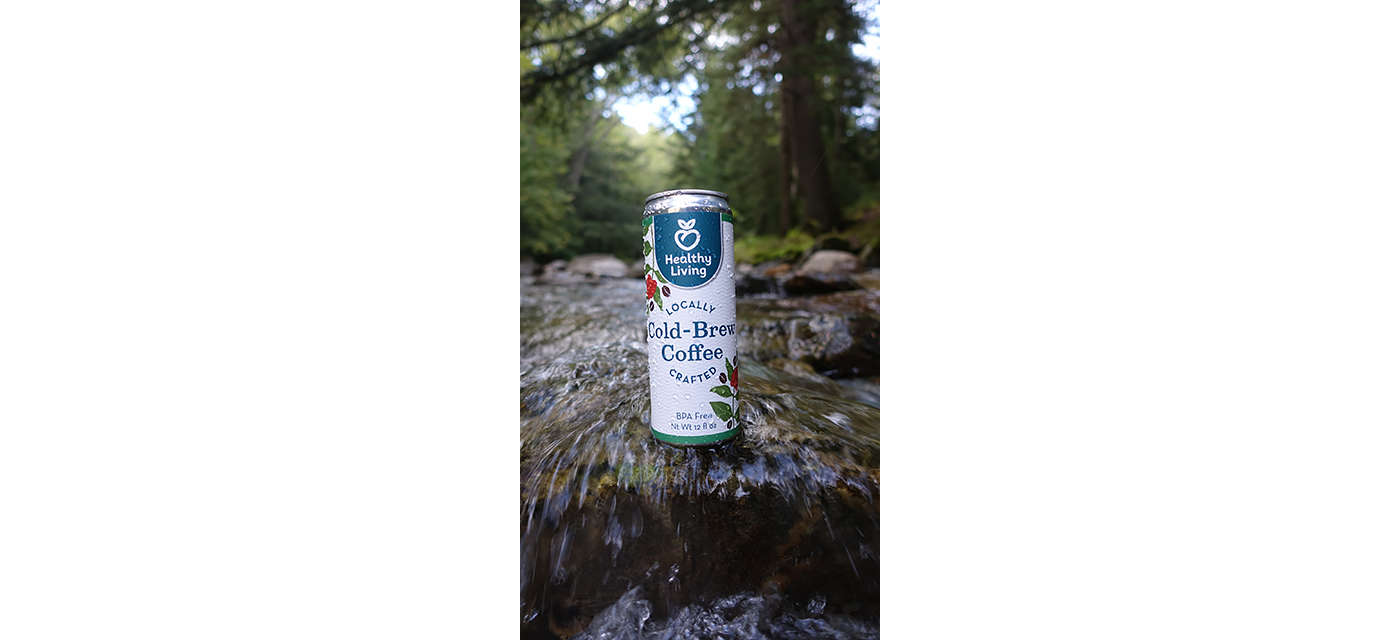 Healthy
Living
LOCALLY
Cold-Brew
Coffee
CRAFTED
BPA Free
Nt Wt 12 fl oz